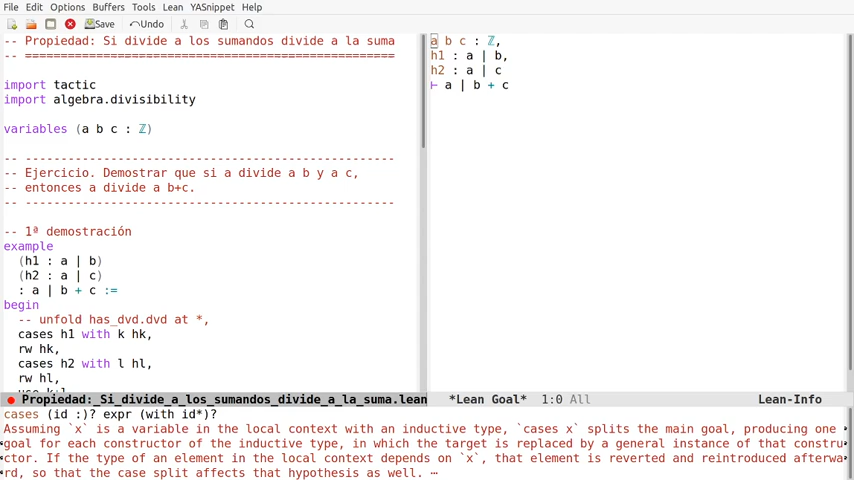 File Edit Options Buffers Tools Lean YASnippet Help
Save Undo
-- Propiedad: Si divide a los sumandos divide a la suma
-- ===================================================
import tactic
import algebra.divisibility
variables (a b c : ℤ)
-- ---------------------------------------------------
-- Ejercicio. Demostrar que si a divide a b y a c,
-- entonces a divide a b+c.
-- ---------------------------------------------------
-- 1ª demostración
example
(h1 : a | b)
(h2 : a | c)
: a | b + c :=
begin
-- unfold has_dvd.dvd at *,
cases h1 with k hk,
rw hk,
cases h2 with l hl,
rw hl,
use k+l
a b c : ℤ,
h1 : a | b,
h2 : a | c
⊢ a | b + c
Propiedad:_Si_divide_a_los_sumandos_divide_a_la_suma.lean
*Lean Goal* 1:0 All Lean-Info
cases (id :)? expr (with id*)?
Assuming `x` is a variable in the local context with an inductive type, `cases x` splits the main goal, producing one
goal for each constructor of the inductive type, in which the target is replaced by a general instance of that constru
ctor. If the type of an element in the local context depends on `x`, that element is reverted and reintroduced afterwa
rd, so that the case split affects that hypothesis as well. ⋯